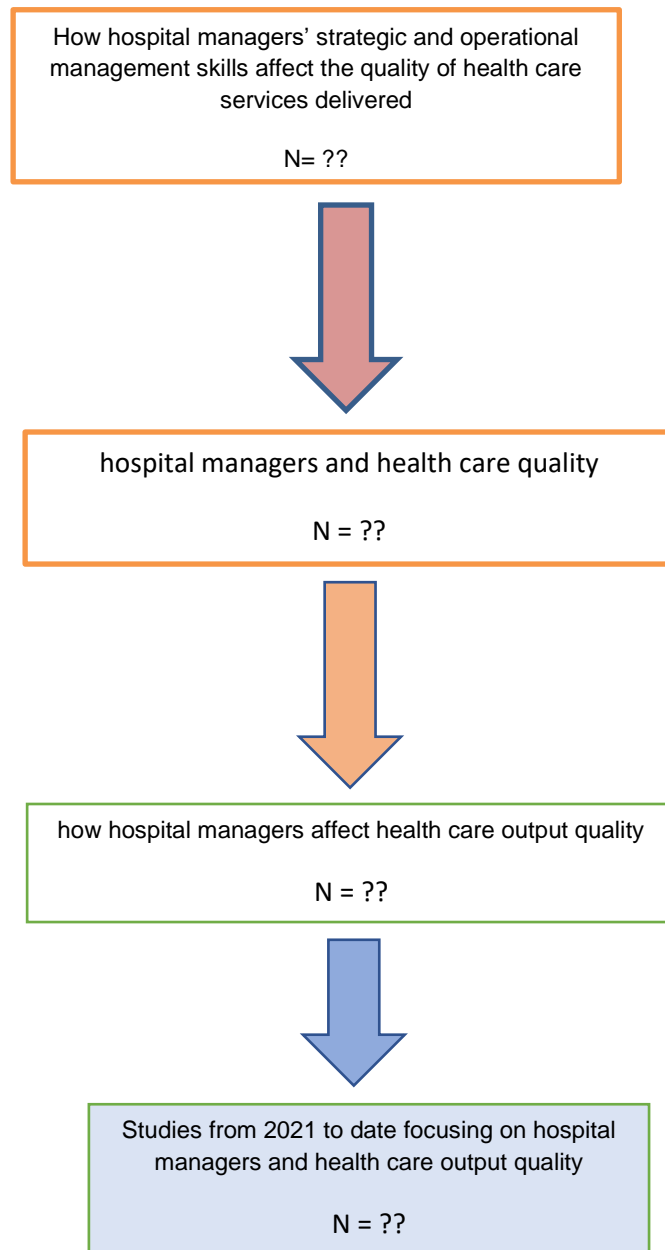 How hospital managers’ strategic and operational
management skills affect the quality of health care
services delivered
N= ??
hospital managers and health care quality
N = ??
how hospital managers affect health care output quality
N = ??
Studies from 2021 to date focusing on hospital
managers and health care output quality
N = ??